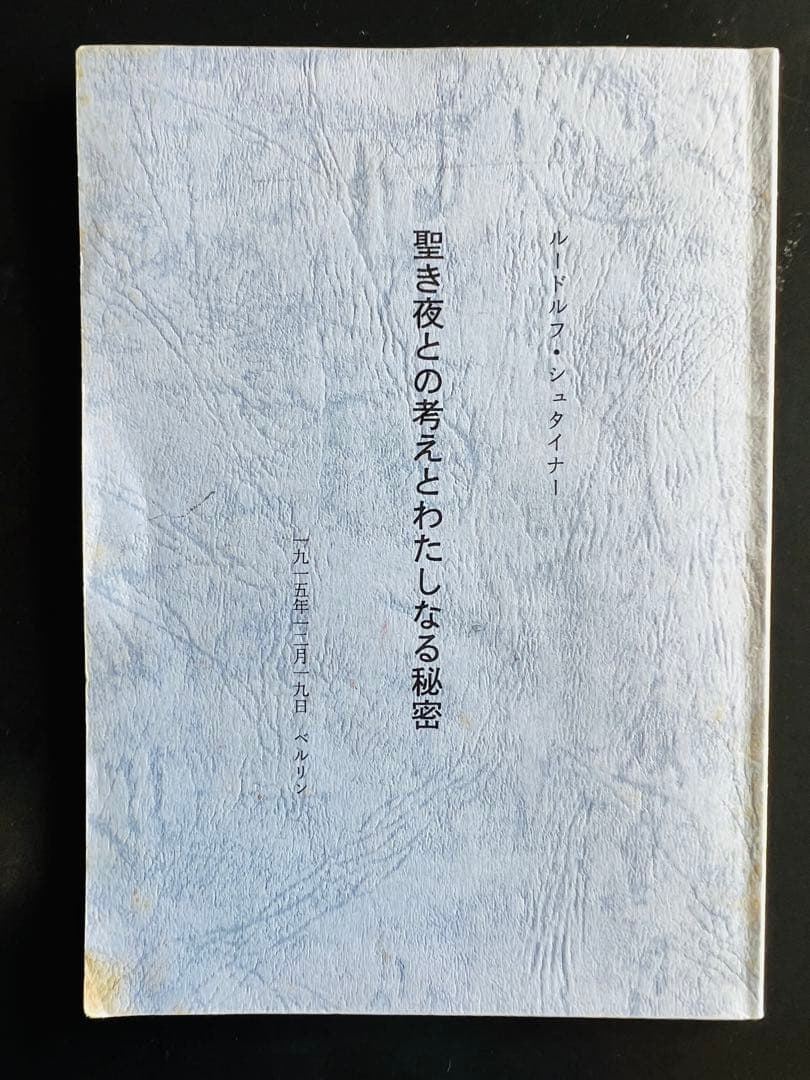 ルードルフ・シュタイナー
聖き夜との考えとわたしなる秘密
一九一五年一二月一九日 ベルリン